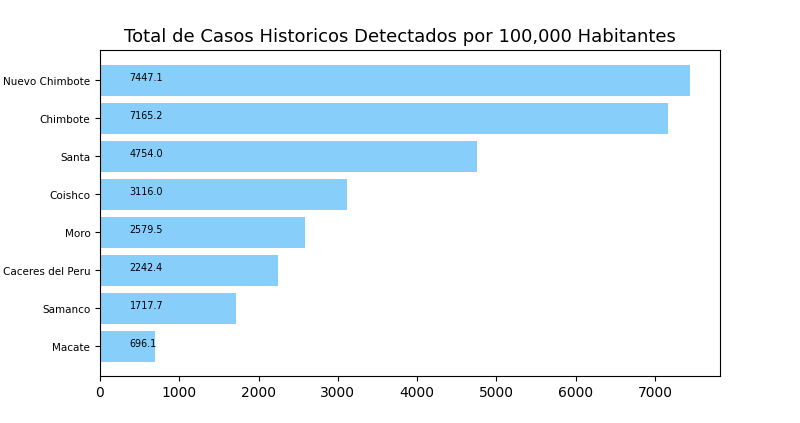 Total de Casos Historicos Detectados por 100,000 Habitantes
Nuevo Chimbote 7447.1
Chimbote 7165.2
Santa 4754.0
Coishco 3116.0
Moro 2579.5
Caceres del Peru 2242.4
Samanco 1717.7
Macate 696.1
0 1000 2000 3000 4000 5000 6000 7000